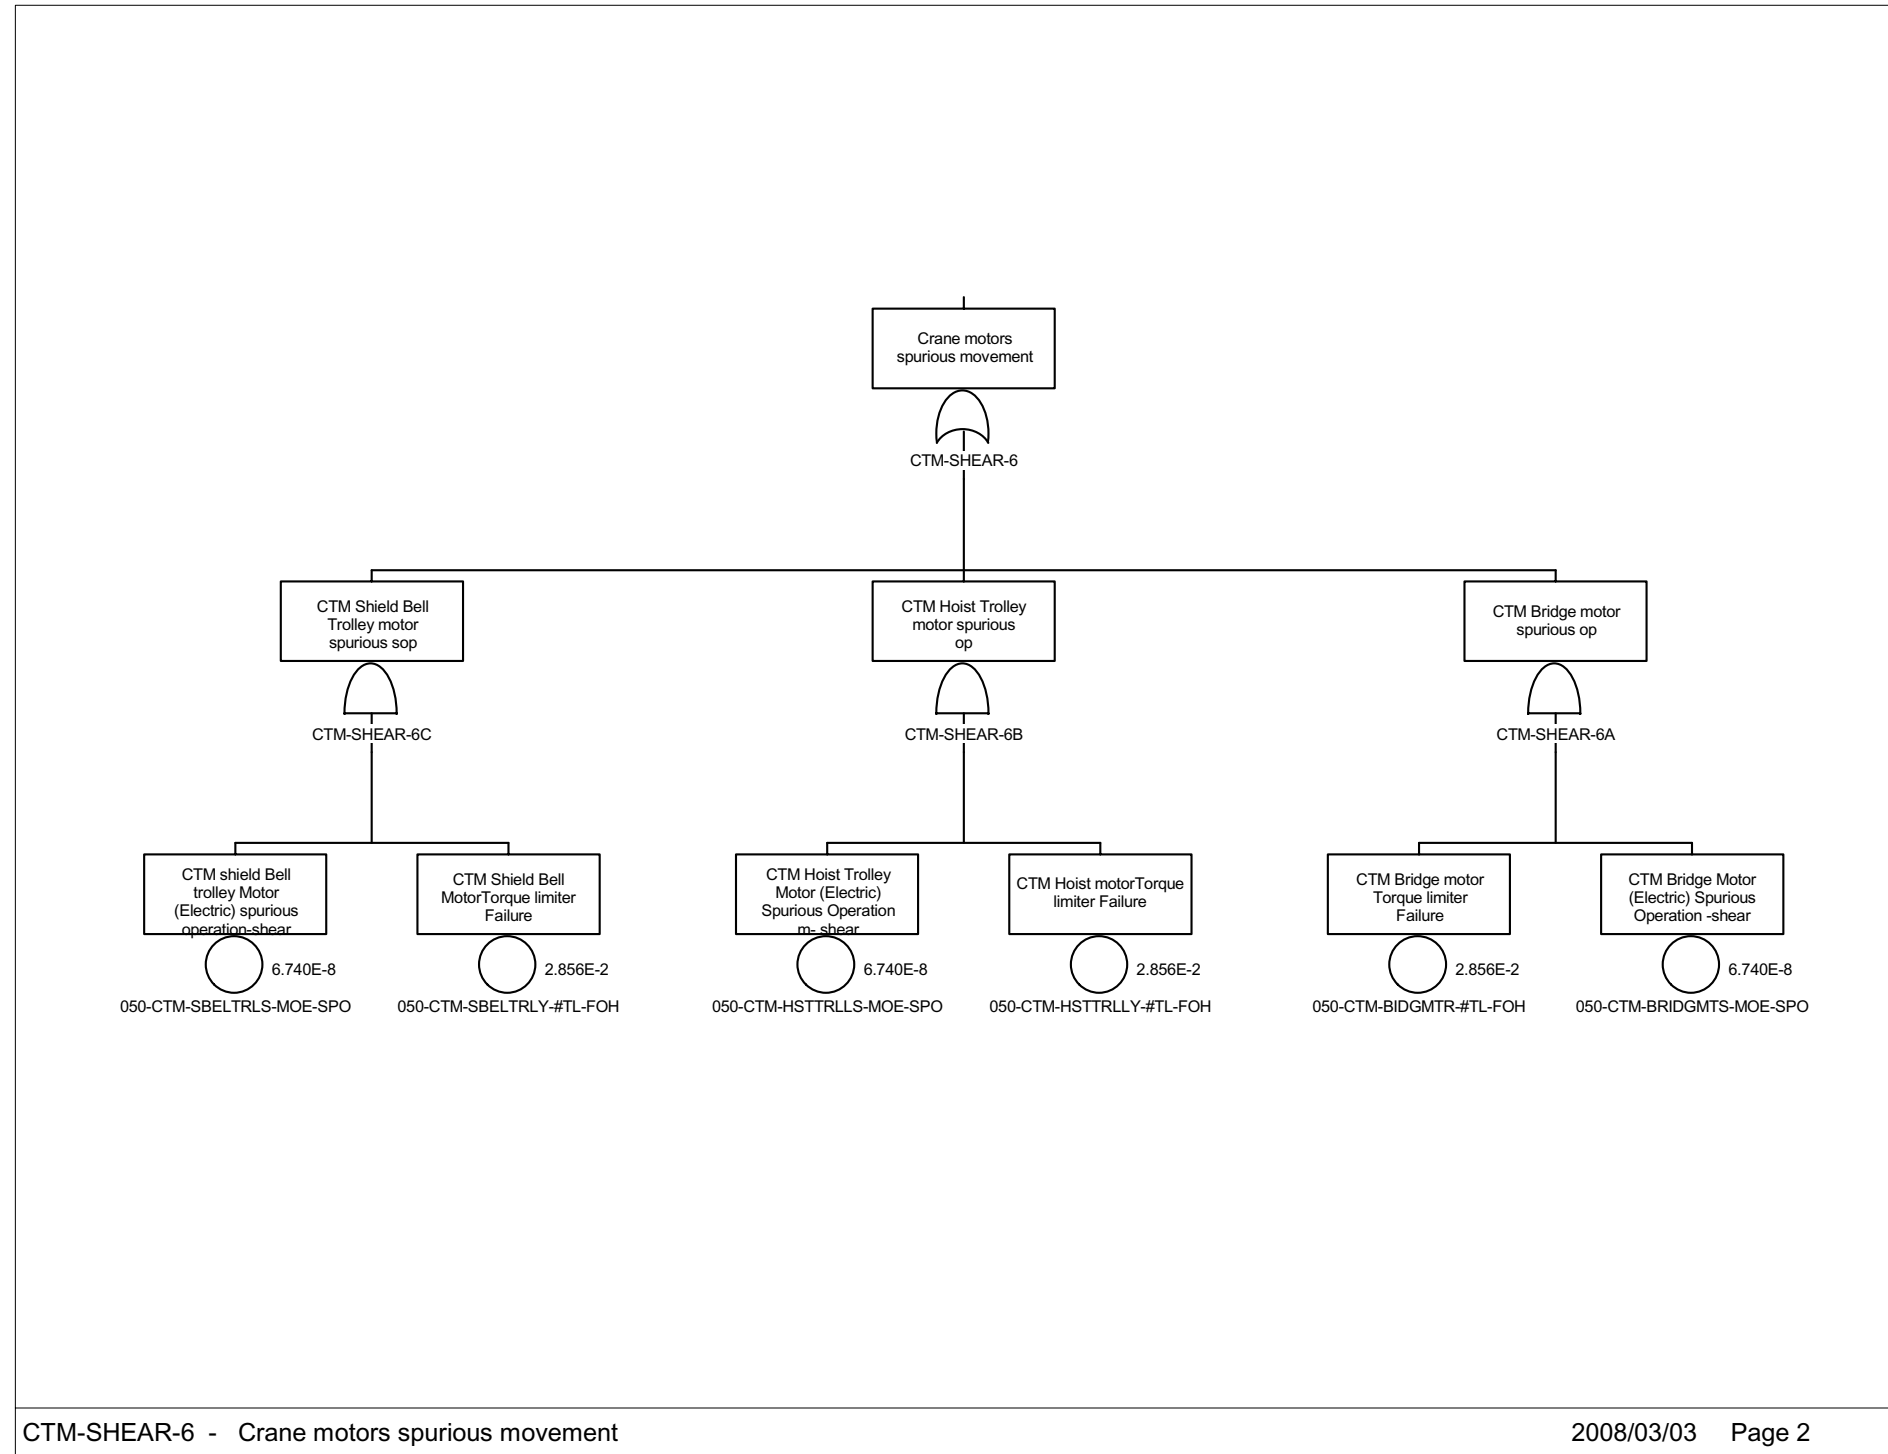 Crane motors
spurious movement
CTM-SHEAR-6
CTM Shield Bell
Trolley motor
spurious sop
CTM-SHEAR-6C
CTM Hoist Trolley
motor spurious
op
CTM-SHEAR-6B
CTM Bridge motor
spurious op
CTM-SHEAR-6A
CTM shield Bell
trolley Motor
(Electric) spurious
operation-shear
6.740E-8
050-CTM-SBELTRLS-MOE-SPO
CTM Shield Bell
MotorTorque limiter
Failure
2.856E-2
050-CTM-SBELTRLY-#TL-FOH
CTM Hoist Trolley
Motor (Electric)
Spurious Operation
m- shear
6.740E-8
050-CTM-HSTTRLLS-MOE-SPO
CTM Hoist motorTorque
limiter Failure
2.856E-2
050-CTM-HSTTRLLY-#TL-FOH
CTM Bridge motor
Torque limiter
Failure
2.856E-2
050-CTM-BIDGMTR-#TL-FOH
CTM Bridge Motor
(Electric) Spurious
Operation -shear
6.740E-8
050-CTM-BRIDGMTS-MOE-SPO
CTM-SHEAR-6 - Crane motors spurious movement
2008/03/03 Page 2